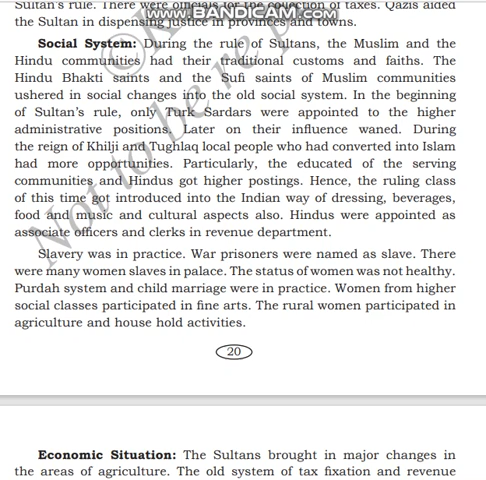 Sultan's rule. There were officials for the collection of taxes. Qazis aided
www.BANDICAM.com
the Sultan in dispensing justice in provinces and towns.
Social System: During the rule of Sultans, the Muslim and the
Hindu communities had their traditional customs and faiths. The
Hindu Bhakti saints and the Sufi saints of Muslim communities
ushered in social changes into the old social system. In the beginning
of Sultan's rule, only Turk Sardars were appointed to the higher
administrative positions. Later on their influence waned. During
the reign of Khilji and Tughlaq local people who had converted into Islam
had more opportunities. Particularly, the educated of the serving
communities and Hindus got higher postings. Hence, the ruling class
of this time got introduced into the Indian way of dressing, beverages,
food and music and cultural aspects also. Hindus were appointed as
associate officers and clerks in revenue department.
Slavery was in practice. War prisoners were named as slave. There
were many women slaves in palace. The status of women was not healthy.
Purdah system and child marriage were in practice. Women from higher
social classes participated in fine arts. The rural women participated in
agriculture and house hold activities.
20
Economic Situation: The Sultans brought in major changes in
the areas of agriculture. The old system of tax fixation and revenue
©K
Not to be rep